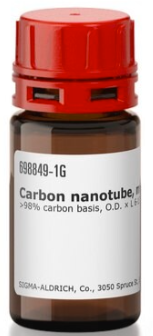 698849-1G
Carbon nanotube,
>98% carbon basis, O.D. x L
SIGMA-ALDRICH, Co., 3050 Spruce